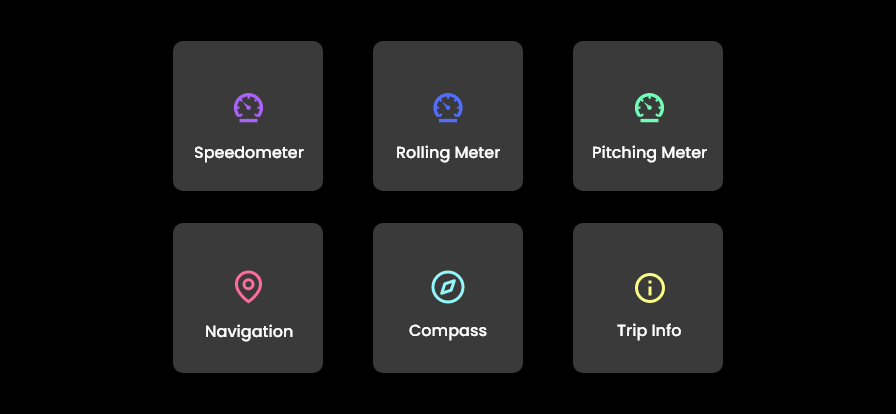 Speedometer
Rolling Meter
Pitching Meter
Navigation
Compass
Trip Info